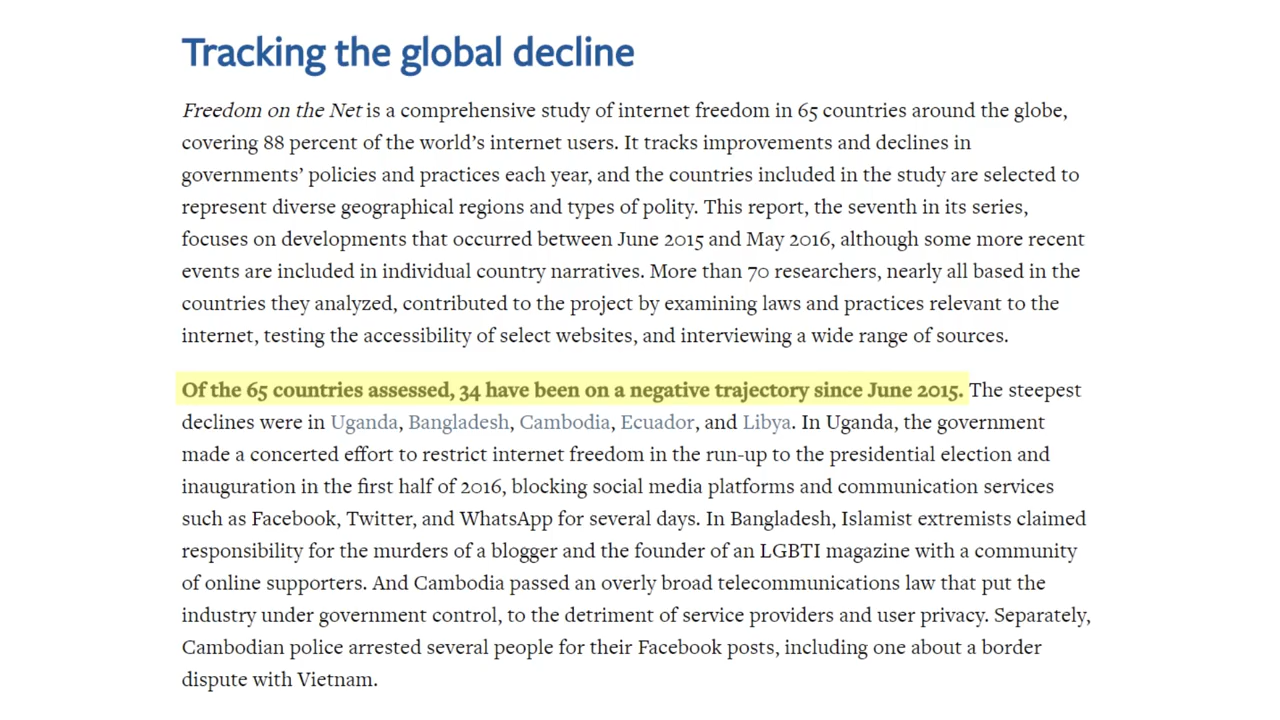 Tracking the global decline
Freedom on the Net is a comprehensive study of internet freedom in 65 countries around the globe,
covering 88 percent of the world’s internet users. It tracks improvements and declines in
governments’ policies and practices each year, and the countries included in the study are selected to
represent diverse geographical regions and types of polity. This report, the seventh in its series,
focuses on developments that occurred between June 2015 and May 2016, although some more recent
events are included in individual country narratives. More than 70 researchers, nearly all based in the
countries they analyzed, contributed to the project by examining laws and practices relevant to the
internet, testing the accessibility of select websites, and interviewing a wide range of sources.
Of the 65 countries assessed, 34 have been on a negative trajectory since June 2015. The steepest
declines were in Uganda, Bangladesh, Cambodia, Ecuador, and Libya. In Uganda, the government
made a concerted effort to restrict internet freedom in the run-up to the presidential election and
inauguration in the first half of 2016, blocking social media platforms and communication services
such as Facebook, Twitter, and WhatsApp for several days. In Bangladesh, Islamist extremists claimed
responsibility for the murders of a blogger and the founder of an LGBTI magazine with a community
of online supporters. And Cambodia passed an overly broad telecommunications law that put the
industry under government control, to the detriment of service providers and user privacy. Separately,
Cambodian police arrested several people for their Facebook posts, including one about a border
dispute with Vietnam.